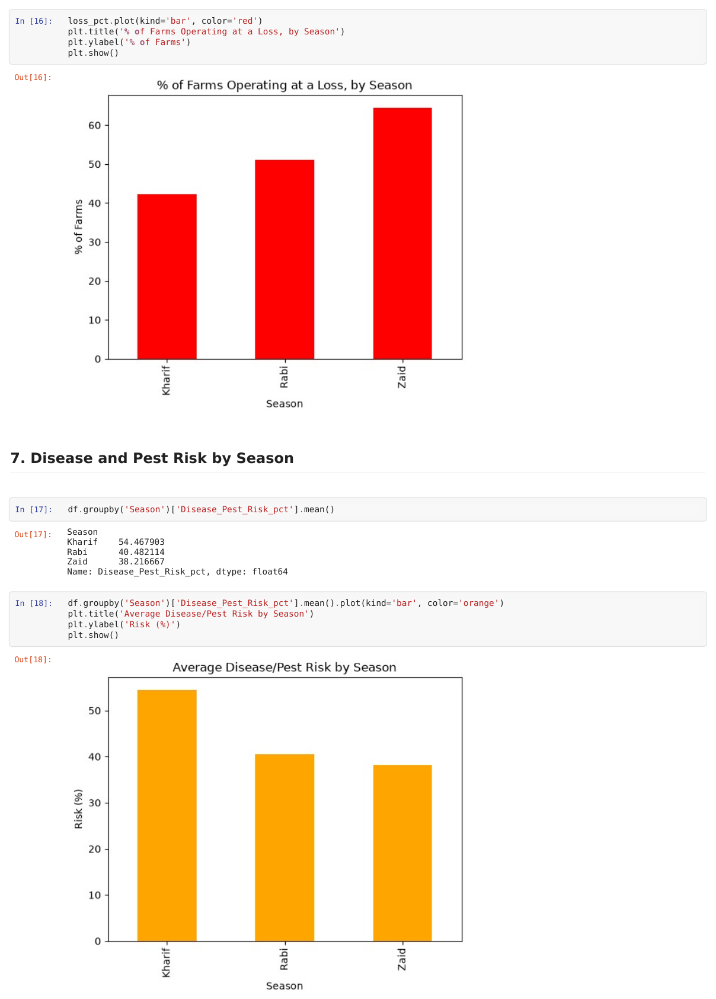 In [16]: loss_pct.plot(kind='bar', color='red')
plt.title('% of Farms Operating at a Loss, by Season')
plt.ylabel('% of Farms')
plt.show()
Out[16]:
% of Farms Operating at a Loss, by Season
60
50
40
30
20
10
0
% of Farms
Kharif
Rabi
Zaid
Season
7. Disease and Pest Risk by Season
In [17]: df.groupby('Season')['Disease_Pest_Risk_pct'].mean()
Out[17]: Season
Kharif 54.467903
Rabi 40.482114
Zaid 38.216667
Name: Disease_Pest_Risk_pct, dtype: float64
In [18]: df.groupby('Season')['Disease_Pest_Risk_pct'].mean().plot(kind='bar', color='orange')
plt.title('Average Disease/Pest Risk by Season')
plt.ylabel('Risk (%)')
plt.show()
Out[18]:
Average Disease/Pest Risk by Season
50
40
30
20
10
0
Risk (%)
Kharif
Rabi
Zaid
Season